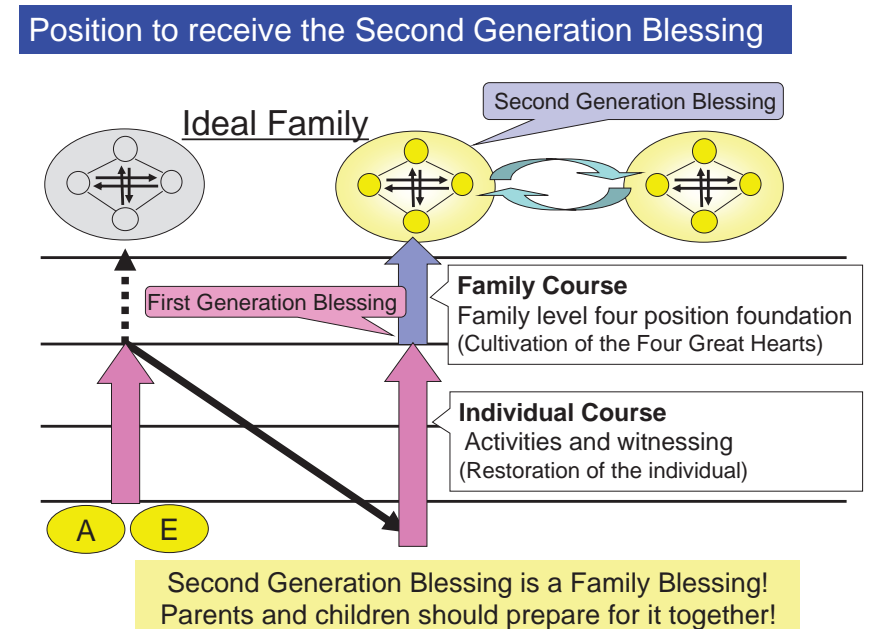 Position to receive the Second Generation Blessing
Second Generation Blessing
Ideal Family
First Generation Blessing
Family Course
Family level four position foundation
(Cultivation of the Four Great Hearts)
Individual Course
Activities and witnessing
(Restoration of the individual)
A
E
Second Generation Blessing is a Family Blessing!
Parents and children should prepare for it together!